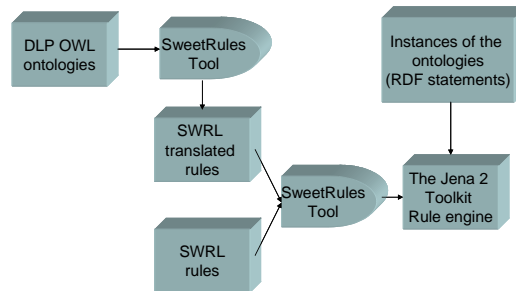 DLP OWL
ontologies
SweetRules
Tool
Instances of the
ontologies
(RDF statements)
SWRL
translated
rules
SweetRules
Tool
The Jena 2
Toolkit
Rule engine
SWRL
rules